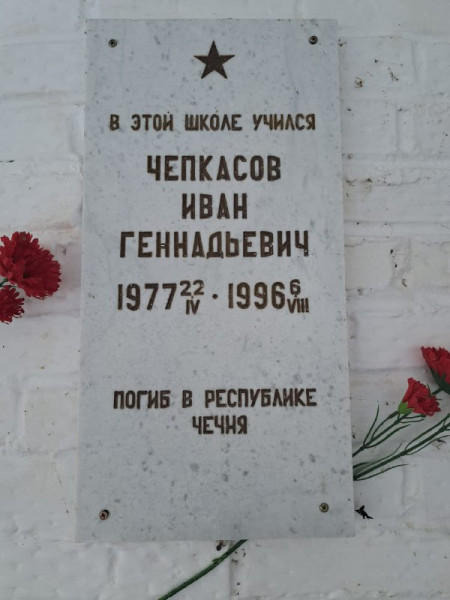 В ЭТОЙ ШКОЛЕ УЧИЛСЯ
ЧЕПКАСОВ
ИВАН
ГЕННАДЬЕВИЧ
1977 22/IV · 1996 6/VIII
ПОГИБ В РЕСПУБЛИКЕ
ЧЕЧНЯ